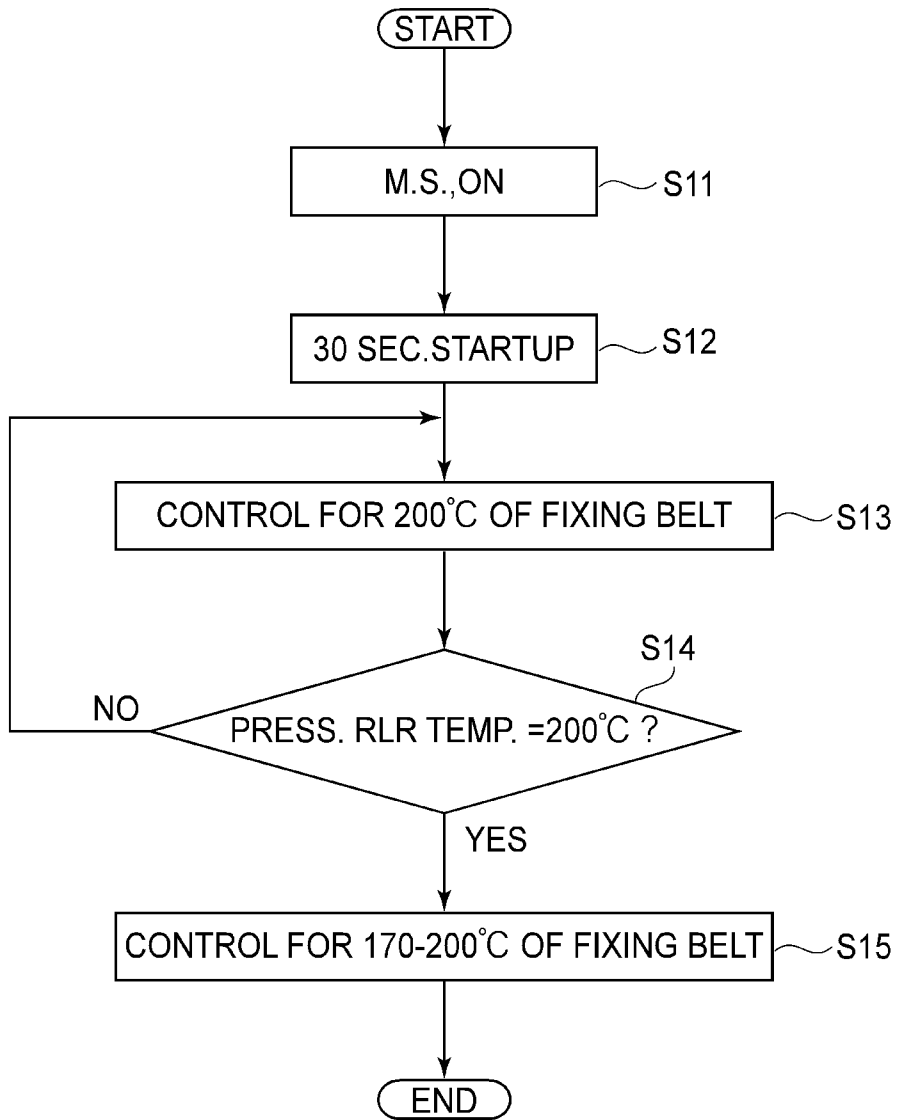 START
M.S.,ON
S11
30 SEC.STARTUP
S12
CONTROL FOR 200°C OF FIXING BELT
S13
S14
NO
PRESS. RLR TEMP. =200°C ?
YES
CONTROL FOR 170-200°C OF FIXING BELT
S15
END